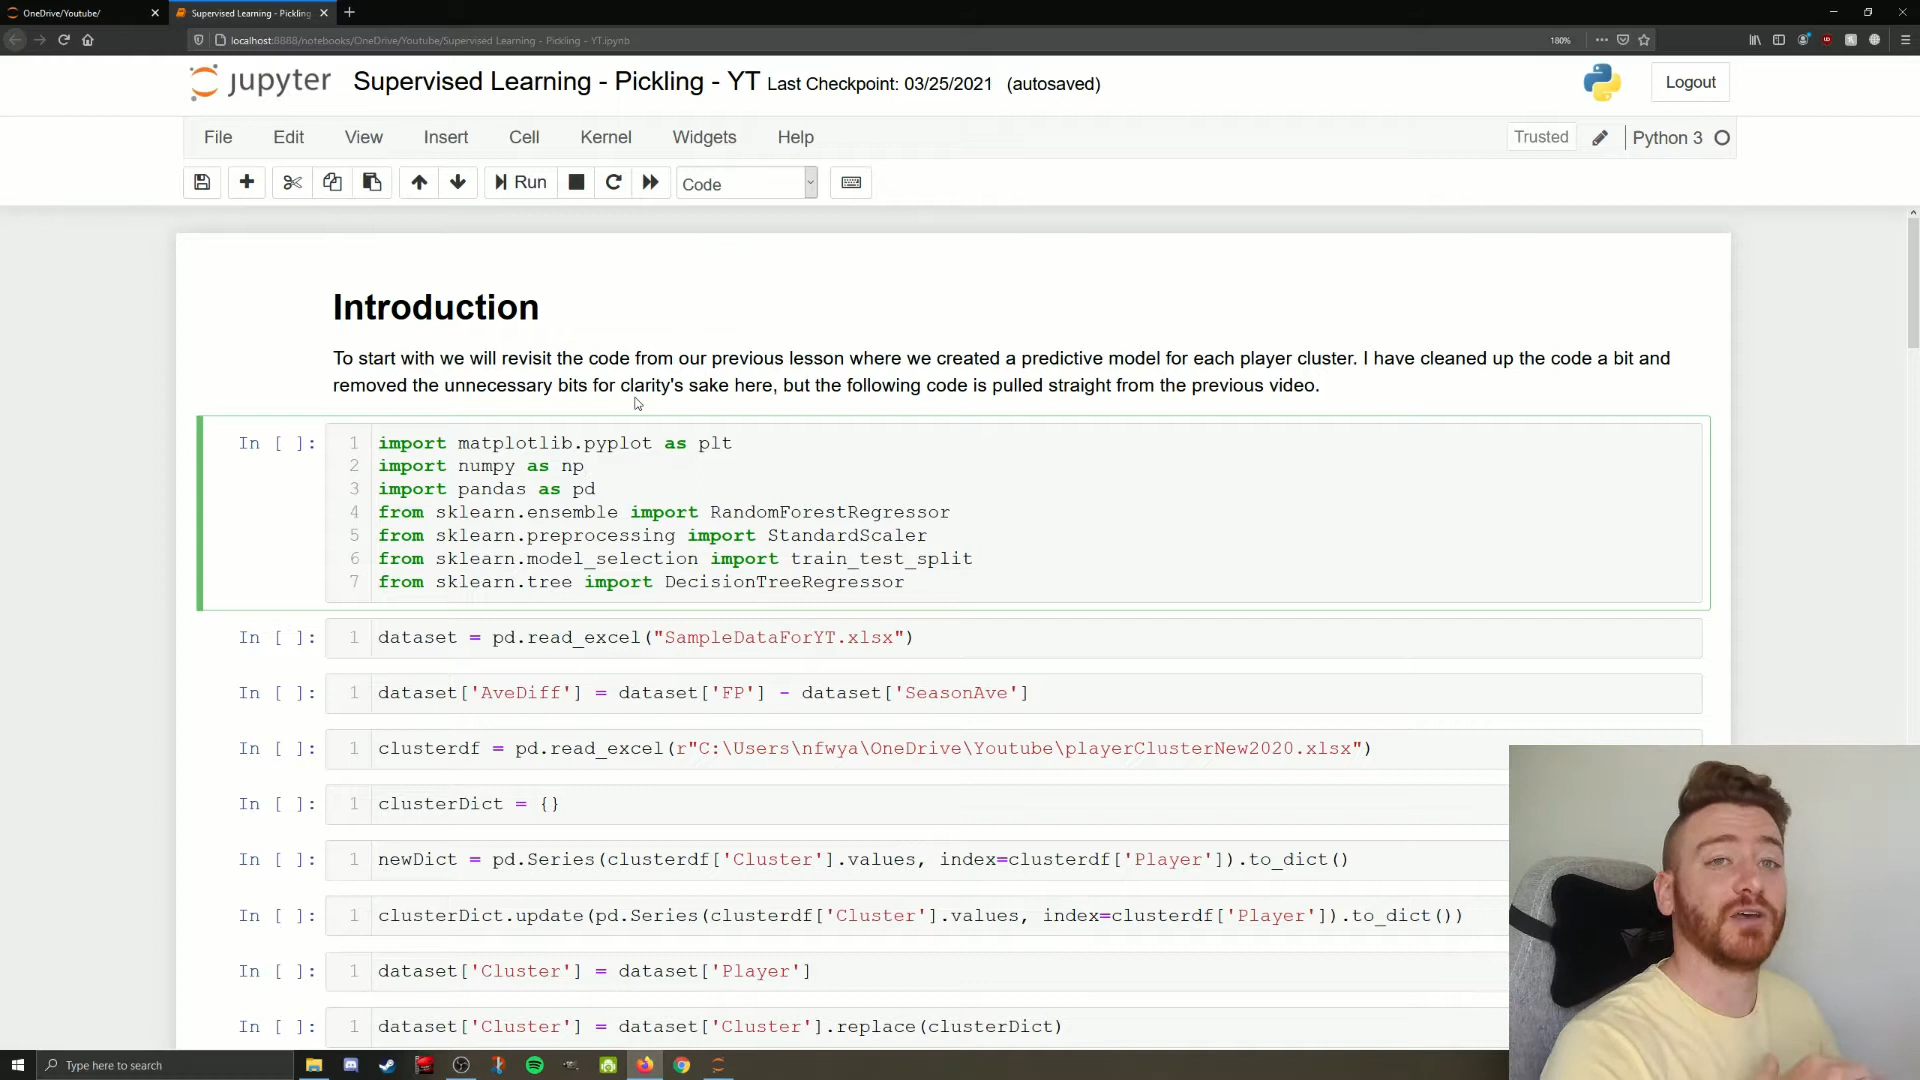 OneDrive/Youtube/
Supervised Learning - Pickling -
localhost:8888/notebooks/OneDrive/Youtube/Supervised Learning - Pickling - YT.ipynb
180%
jupyter Supervised Learning - Pickling - YT Last Checkpoint: 03/25/2021 (autosaved)
Logout
File Edit View Insert Cell Kernel Widgets Help
Trusted Python 3
Run Code
Introduction
To start with we will revisit the code from our previous lesson where we created a predictive model for each player cluster. I have cleaned up the code a bit and
removed the unnecessary bits for clarity's sake here, but the following code is pulled straight from the previous video.
In [ ]: 1 import matplotlib.pyplot as plt
2 import numpy as np
3 import pandas as pd
4 from sklearn.ensemble import RandomForestRegressor
5 from sklearn.preprocessing import StandardScaler
6 from sklearn.model_selection import train_test_split
7 from sklearn.tree import DecisionTreeRegressor
In [ ]: 1 dataset = pd.read_excel("SampleDataForYT.xlsx")
In [ ]: 1 dataset['AveDiff'] = dataset['FP'] - dataset['SeasonAve']
In [ ]: 1 clusterdf = pd.read_excel(r"C:\Users\nfwya\OneDrive\Youtube\playerClusterNew2020.xlsx")
In [ ]: 1 clusterDict = {}
In [ ]: 1 newDict = pd.Series(clusterdf['Cluster'].values, index=clusterdf['Player']).to_dict()
In [ ]: 1 clusterDict.update(pd.Series(clusterdf['Cluster'].values, index=clusterdf['Player']).to_dict())
In [ ]: 1 dataset['Cluster'] = dataset['Player']
In [ ]: 1 dataset['Cluster'] = dataset['Cluster'].replace(clusterDict)
Type here to search